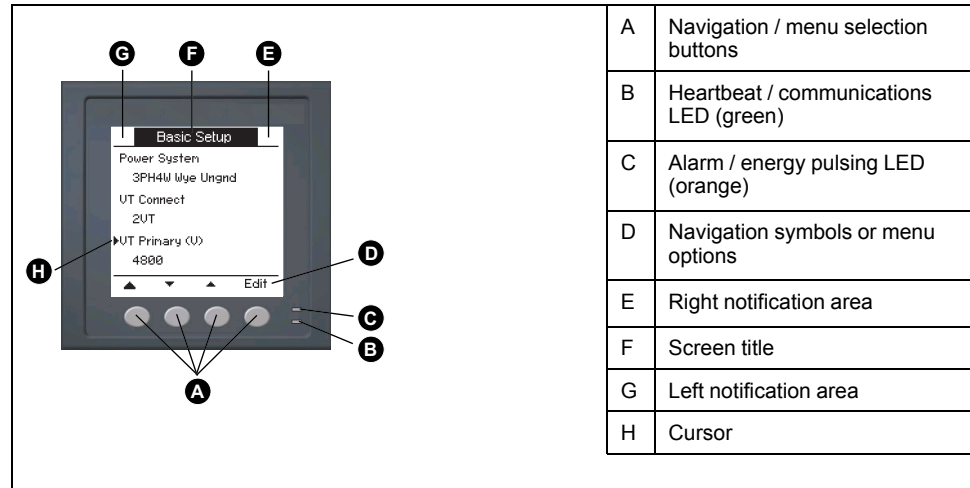 G F E
Basic Setup
Power System
3PH4W Wye Ungnd
VT Connect
2VT
VT Primary (V)
4800
Edit
H
D
C
B
A
A Navigation / menu selection
buttons
B Heartbeat / communications
LED (green)
C Alarm / energy pulsing LED
(orange)
D Navigation symbols or menu
options
E Right notification area
F Screen title
G Left notification area
H Cursor